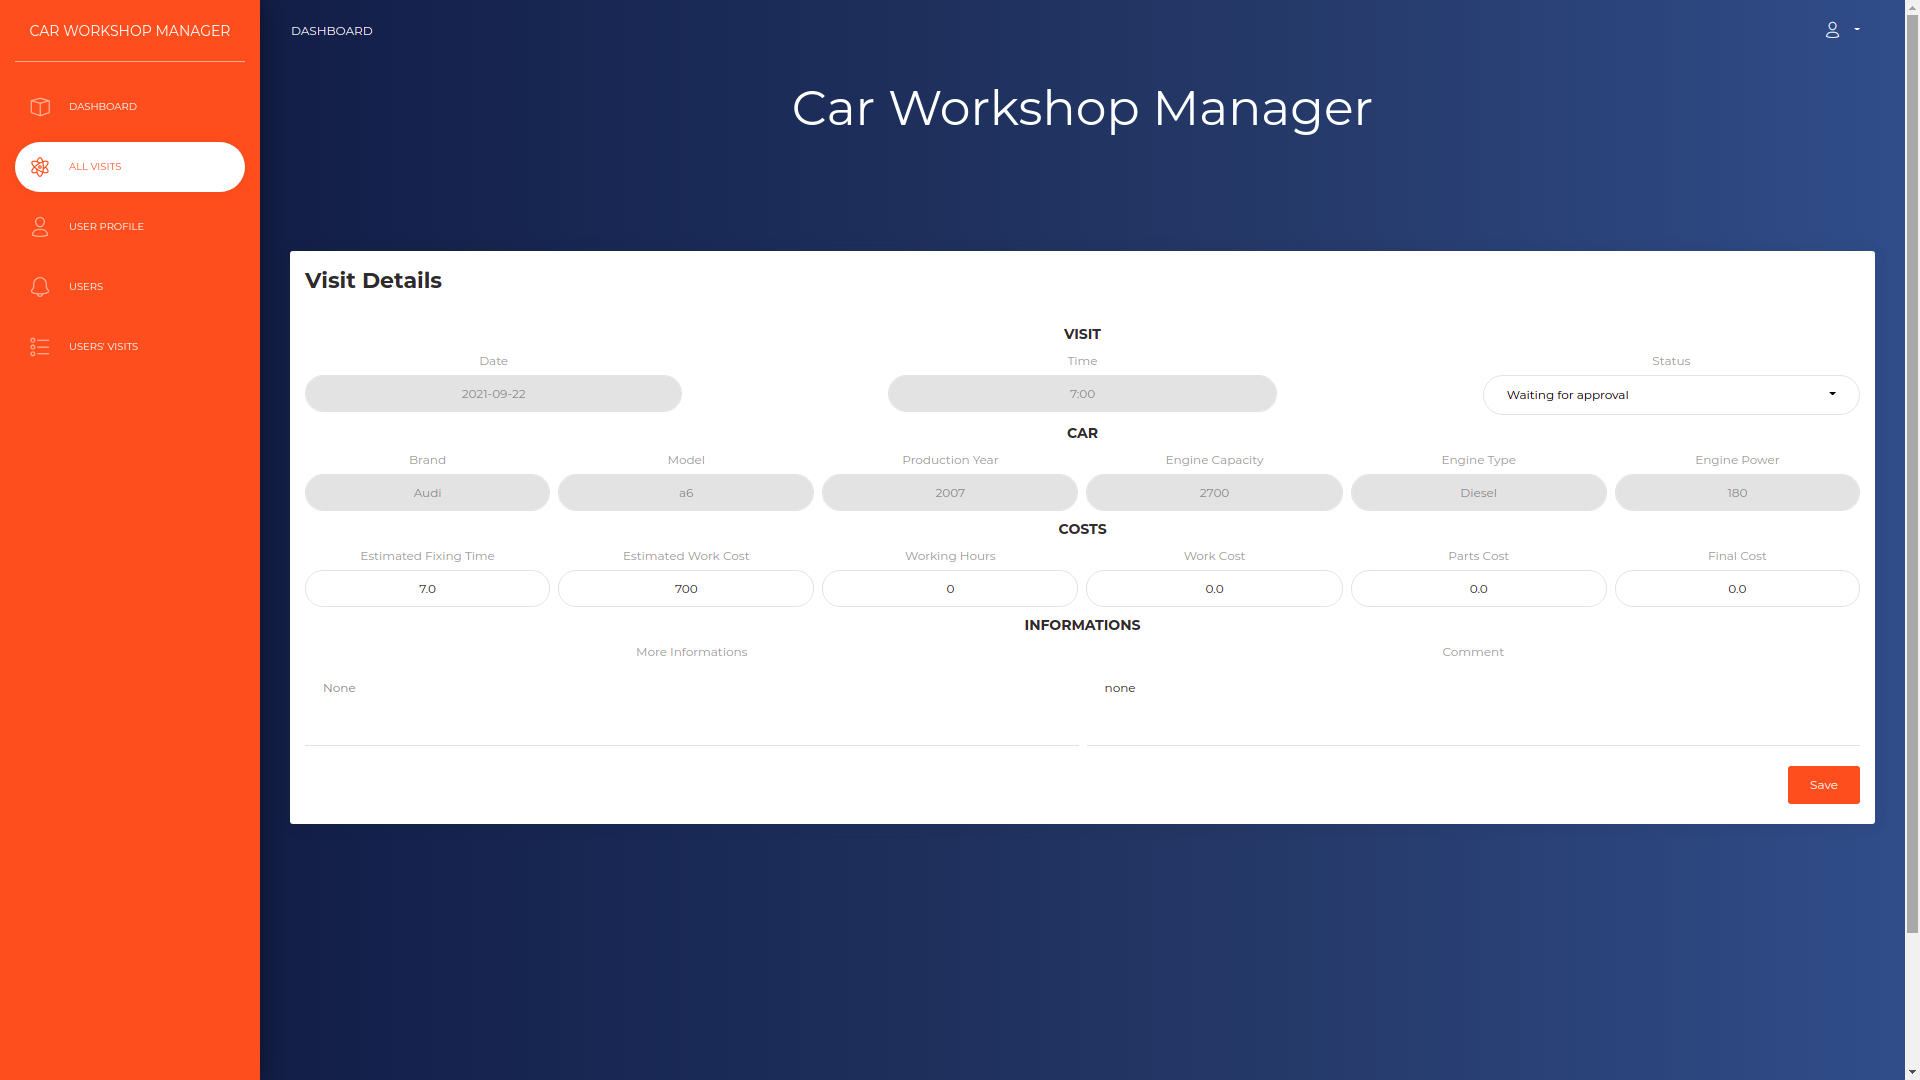 CAR WORKSHOP MANAGER
DASHBOARD
ALL VISITS
USER PROFILE
USERS
USERS' VISITS
DASHBOARD
Car Workshop Manager
Visit Details
VISIT
Date Time Status
2021-09-22 7:00 Waiting for approval
CAR
Brand Model Production Year Engine Capacity Engine Type Engine Power
Audi a6 2007 2700 Diesel 180
COSTS
Estimated Fixing Time Estimated Work Cost Working Hours Work Cost Parts Cost Final Cost
7.0 700 0 0.0 0.0 0.0
INFORMATIONS
More Informations Comment
None none
Save